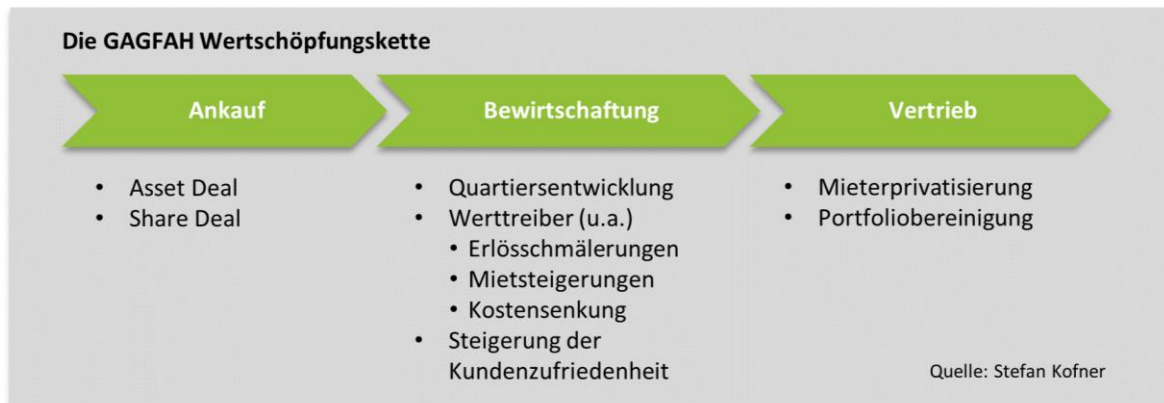 Die GAGFAH Wertschöpfungskette
Ankauf
Bewirtschaftung
Vertrieb
• Asset Deal
• Share Deal
• Quartiersentwicklung
• Werttreiber (u.a.)
• Erlösschmälerungen
• Mietsteigerungen
• Kostensenkung
• Steigerung der
Kundenzufriedenheit
• Mieterprivatisierung
• Portfoliobereinigung
Quelle: Stefan Kofner